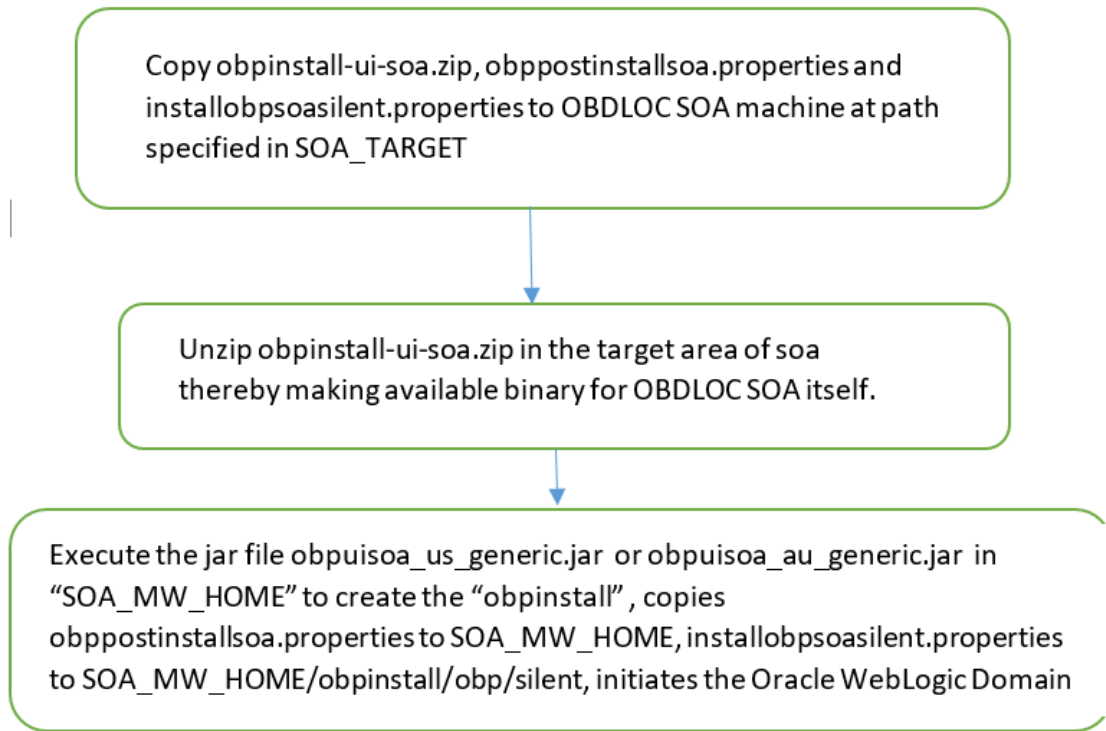 Copy obpinstall-ui-soa.zip, obppostinstallsoa.properties and
installobpsoasilent.properties to OBDLOC SOA machine at path
specified in SOA_TARGET
Unzip obpinstall-ui-soa.zip in the target area of soa
thereby making available binary for OBDLOC SOA itself.
Execute the jar file obpuisoa_us_generic.jar or obpuisoa_au_generic.jar in
“SOA_MW_HOME” to create the “obpinstall” , copies
obppostinstallsoa.properties to SOA_MW_HOME, installobpsoasilent.properties
to SOA_MW_HOME/obpinstall/obp/silent, initiates the Oracle WebLogic Domain